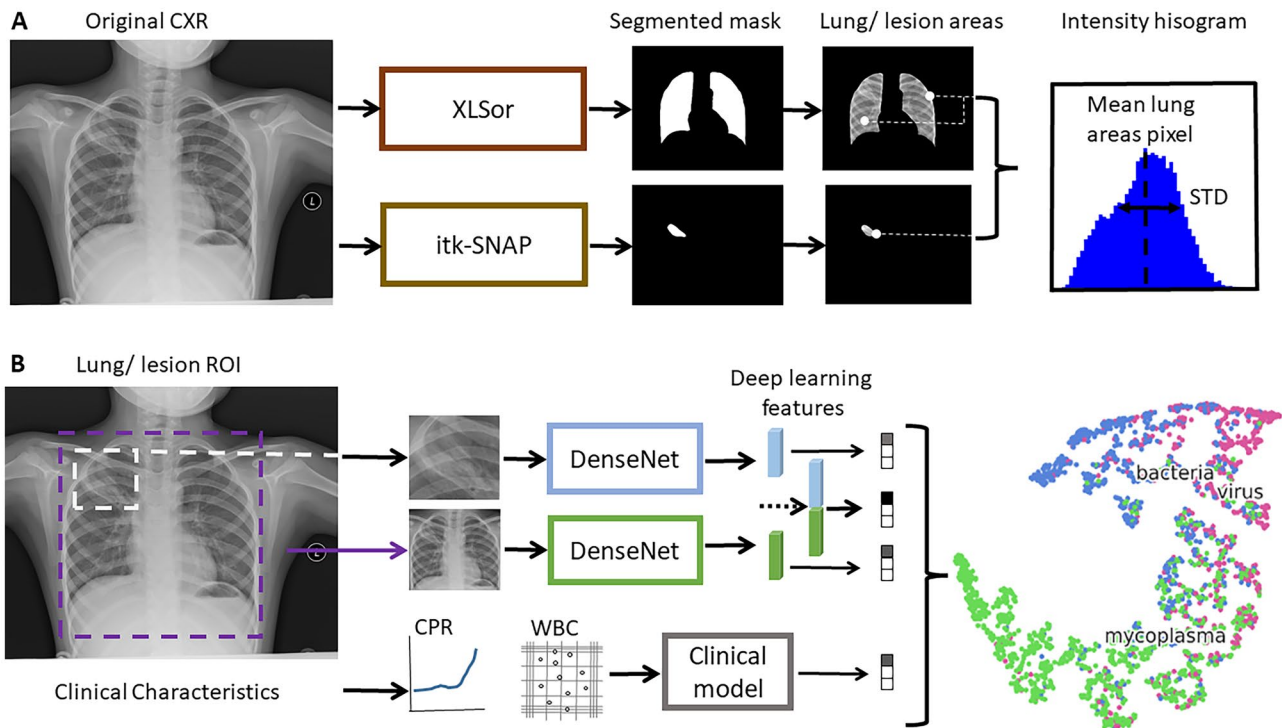 A
Original CXR
Segmented mask
Lung/ lesion areas
Intensity hisogram
XLSor
Mean lung
areas pixel
STD
L
itk-SNAP
B
Lung/ lesion ROI
Deep learning
features
DenseNet
bacteria
virus
L
DenseNet
mycoplasma
CPR
WBC
Clinical
model
Clinical Characteristics